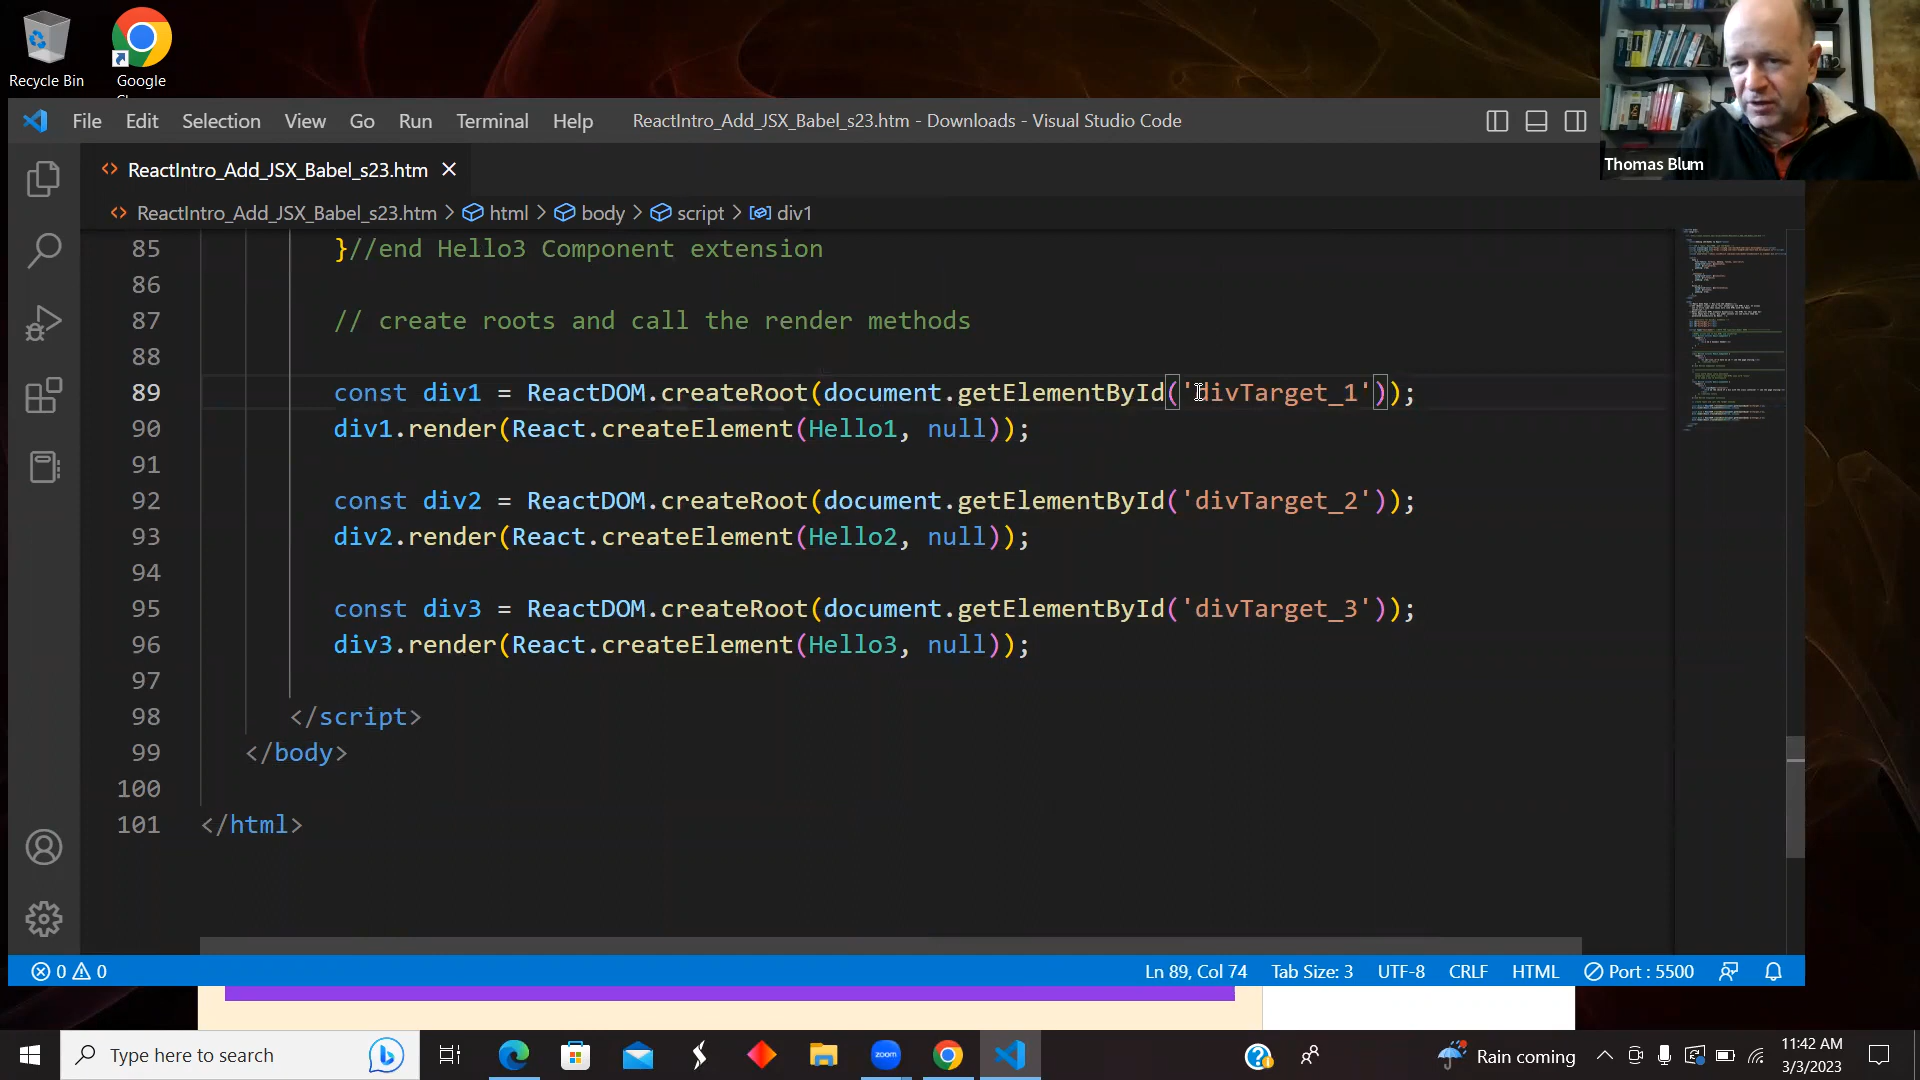 Recycle Bin
Google
Thomas Blum
File Edit Selection View Go Run Terminal Help
ReactIntro_Add_JSX_Babel_s23.htm - Downloads - Visual Studio Code
ReactIntro_Add_JSX_Babel_s23.htm
ReactIntro_Add_JSX_Babel_s23.htm > html > body > script > div1
85 }//end Hello3 Component extension
86
87 // create roots and call the render methods
88
89 const div1 = ReactDOM.createRoot(document.getElementById('divTarget_1'));
90 div1.render(React.createElement(Hello1, null));
91
92 const div2 = ReactDOM.createRoot(document.getElementById('divTarget_2'));
93 div2.render(React.createElement(Hello2, null));
94
95 const div3 = ReactDOM.createRoot(document.getElementById('divTarget_3'));
96 div3.render(React.createElement(Hello3, null));
97
98 </script>
99 </body>
100
101 </html>
0 0
Ln 89, Col 74 Tab Size: 3 UTF-8 CRLF HTML Port : 5500
Type here to search
zoom
Rain coming
11:42 AM
3/3/2023